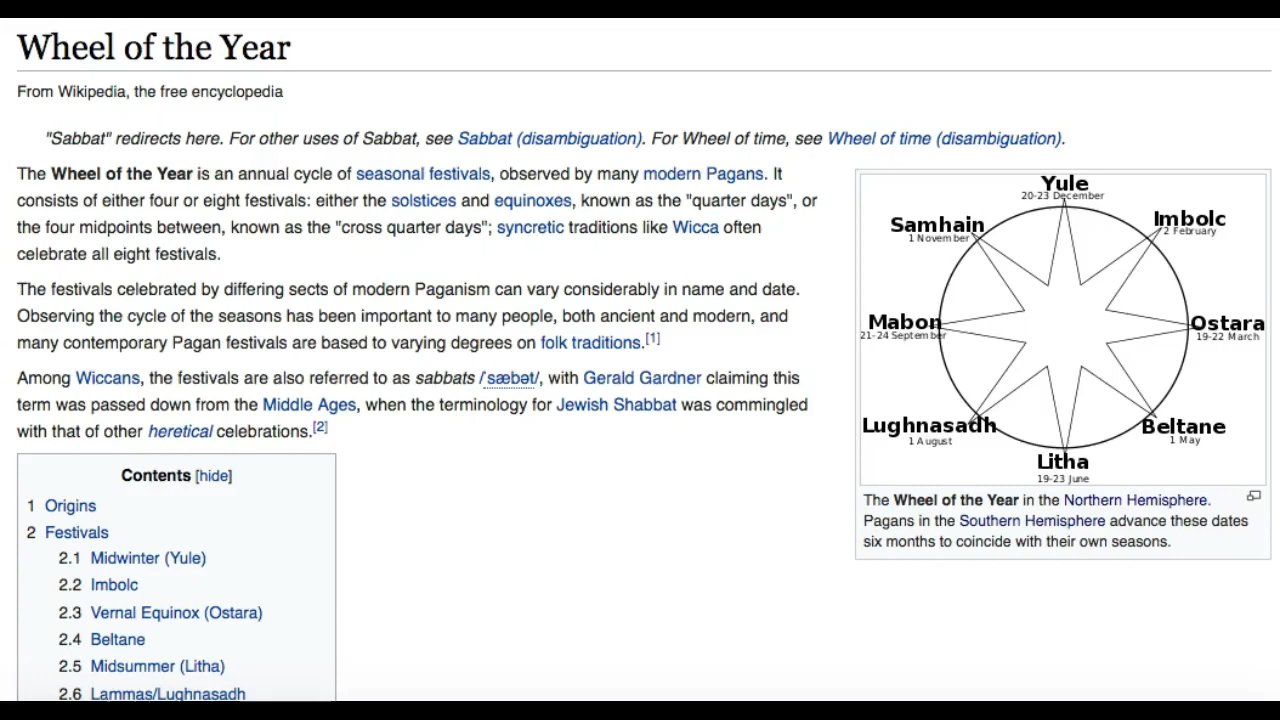 Wheel of the Year
From Wikipedia, the free encyclopedia
"Sabbat" redirects here. For other uses of Sabbat, see Sabbat (disambiguation). For Wheel of time, see Wheel of time (disambiguation).
The Wheel of the Year is an annual cycle of seasonal festivals, observed by many modern Pagans. It
consists of either four or eight festivals: either the solstices and equinoxes, known as the "quarter days", or
the four midpoints between, known as the "cross quarter days"; syncretic traditions like Wicca often
celebrate all eight festivals.
The festivals celebrated by differing sects of modern Paganism can vary considerably in name and date.
Observing the cycle of the seasons has been important to many people, both ancient and modern, and
many contemporary Pagan festivals are based to varying degrees on folk traditions.[1]
Among Wiccans, the festivals are also referred to as sabbats /ˈsæbət/, with Gerald Gardner claiming this
term was passed down from the Middle Ages, when the terminology for Jewish Shabbat was commingled
with that of other heretical celebrations.[2]
Contents [hide]
1 Origins
2 Festivals
2.1 Midwinter (Yule)
2.2 Imbolc
2.3 Vernal Equinox (Ostara)
2.4 Beltane
2.5 Midsummer (Litha)
2.6 Lammas/Lughnasadh
Yule
20-23 December
Imbolc
2 February
Samhain
1 November
Mabon
21-24 September
Ostara
19-22 March
Lughnasadh
1 August
Beltane
1 May
Litha
19-23 June
The Wheel of the Year in the Northern Hemisphere.
Pagans in the Southern Hemisphere advance these dates
six months to coincide with their own seasons.